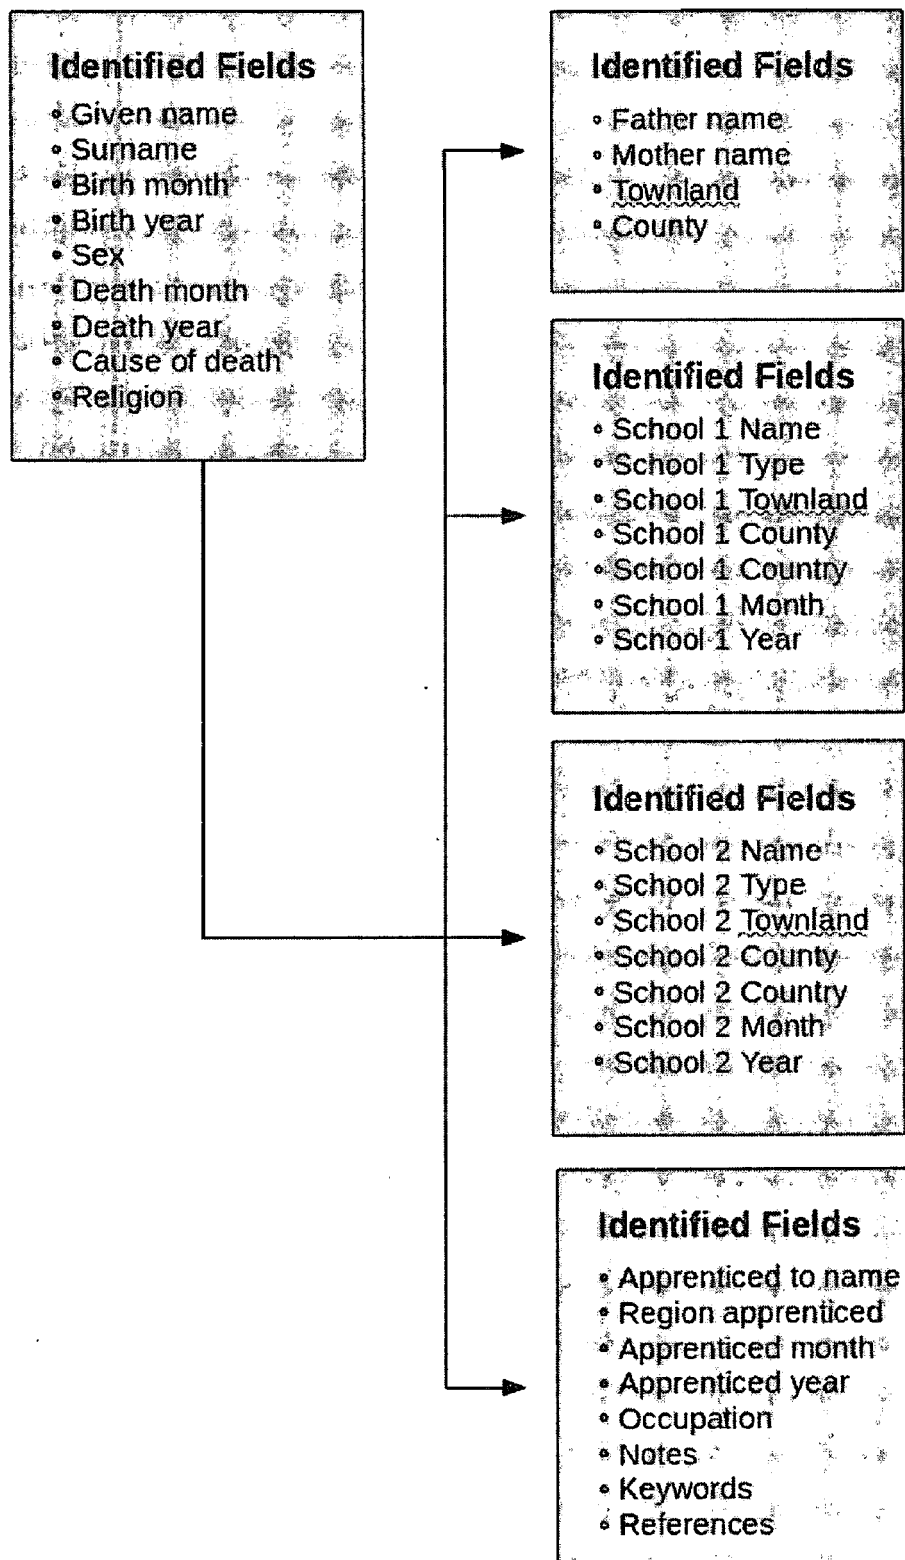 Identified Fields
• Given name
• Surname
• Birth month
• Birth year
• Sex
• Death month
• Death year
• Cause of death
• Religion
Identified Fields
• Father name
• Mother name
• Townland
• County
Identified Fields
• School 1 Name
• School 1 Type
• School 1 Townland
• School 1 County
• School 1 Country
• School 1 Month
• School 1 Year
Identified Fields
• School 2 Name
• School 2 Type
• School 2 Townland
• School 2 County
• School 2 Country
• School 2 Month
• School 2 Year
Identified Fields
• Apprenticed to name
• Region apprenticed
• Apprenticed month
• Apprenticed year
• Occupation
• Notes
• Keywords
• References